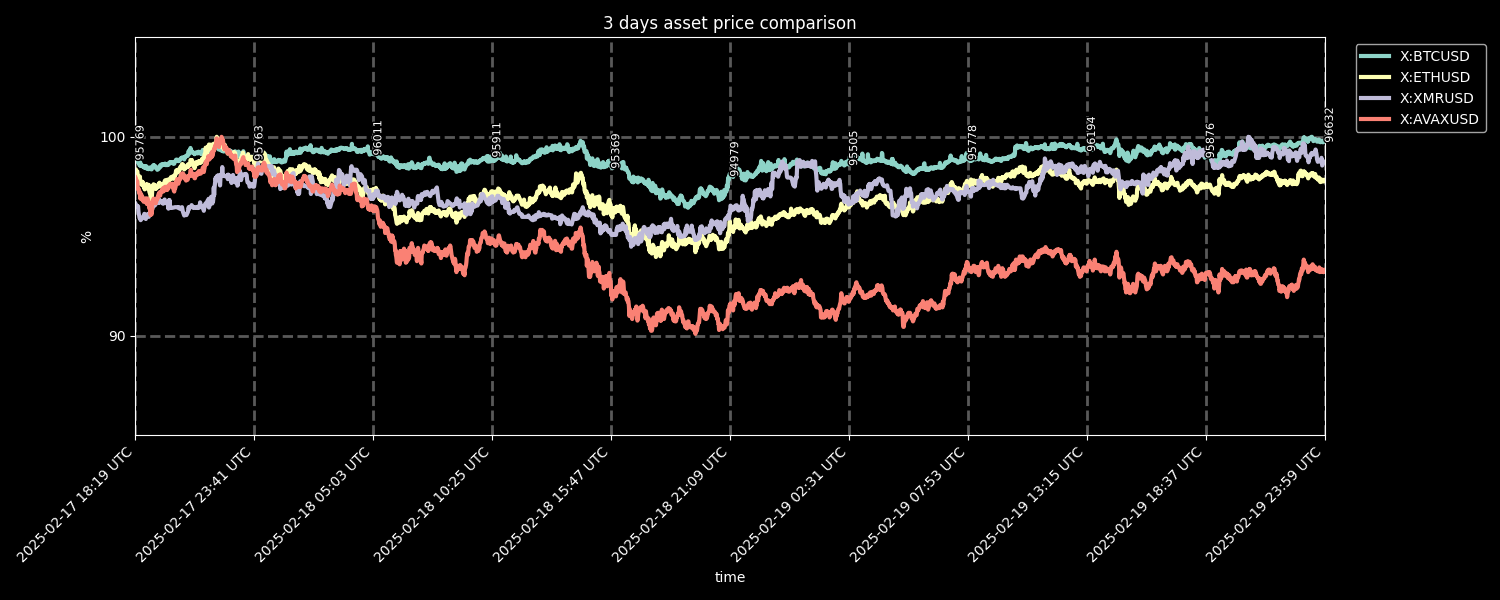 3 days asset price comparison
X:BTCUSD
X:ETHUSD
X:XMRUSD
X:AVAXUSD
100
90
%
95769
95763
96011
95911
95369
94979
95505
95778
96194
95876
96632
2025-02-17 18:19 UTC
2025-02-17 23:41 UTC
2025-02-18 05:03 UTC
2025-02-18 10:25 UTC
2025-02-18 15:47 UTC
2025-02-18 21:09 UTC
2025-02-19 02:31 UTC
2025-02-19 07:53 UTC
2025-02-19 13:15 UTC
2025-02-19 18:37 UTC
2025-02-19 23:59 UTC
time